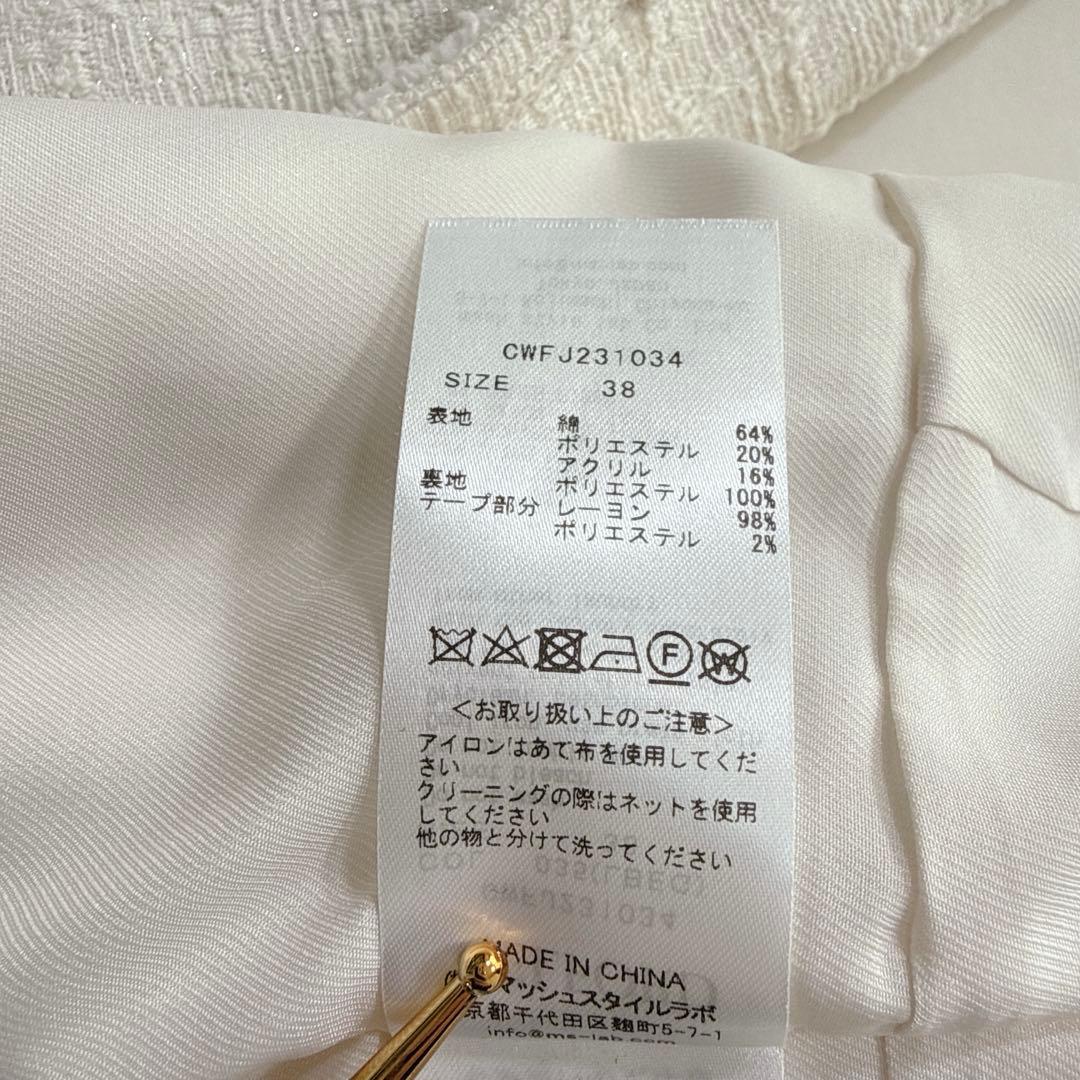 CWFJ231034
SIZE 38
表地 綿 64%
ポリエステル 20%
アクリル 16%
裏地 ポリエステル 100%
テープ部分 レーヨン 98%
ポリエステル 2%
F W
<お取り扱い上のご注意>
アイロンはあて布を使用してくだ
さい
クリーニングの際はネットを使用
してください
他の物と分けて洗ってください
MADE IN CHINA
マッシュスタイルラボ
京都千代田区麹町5-7-1
info@ms-lab.com